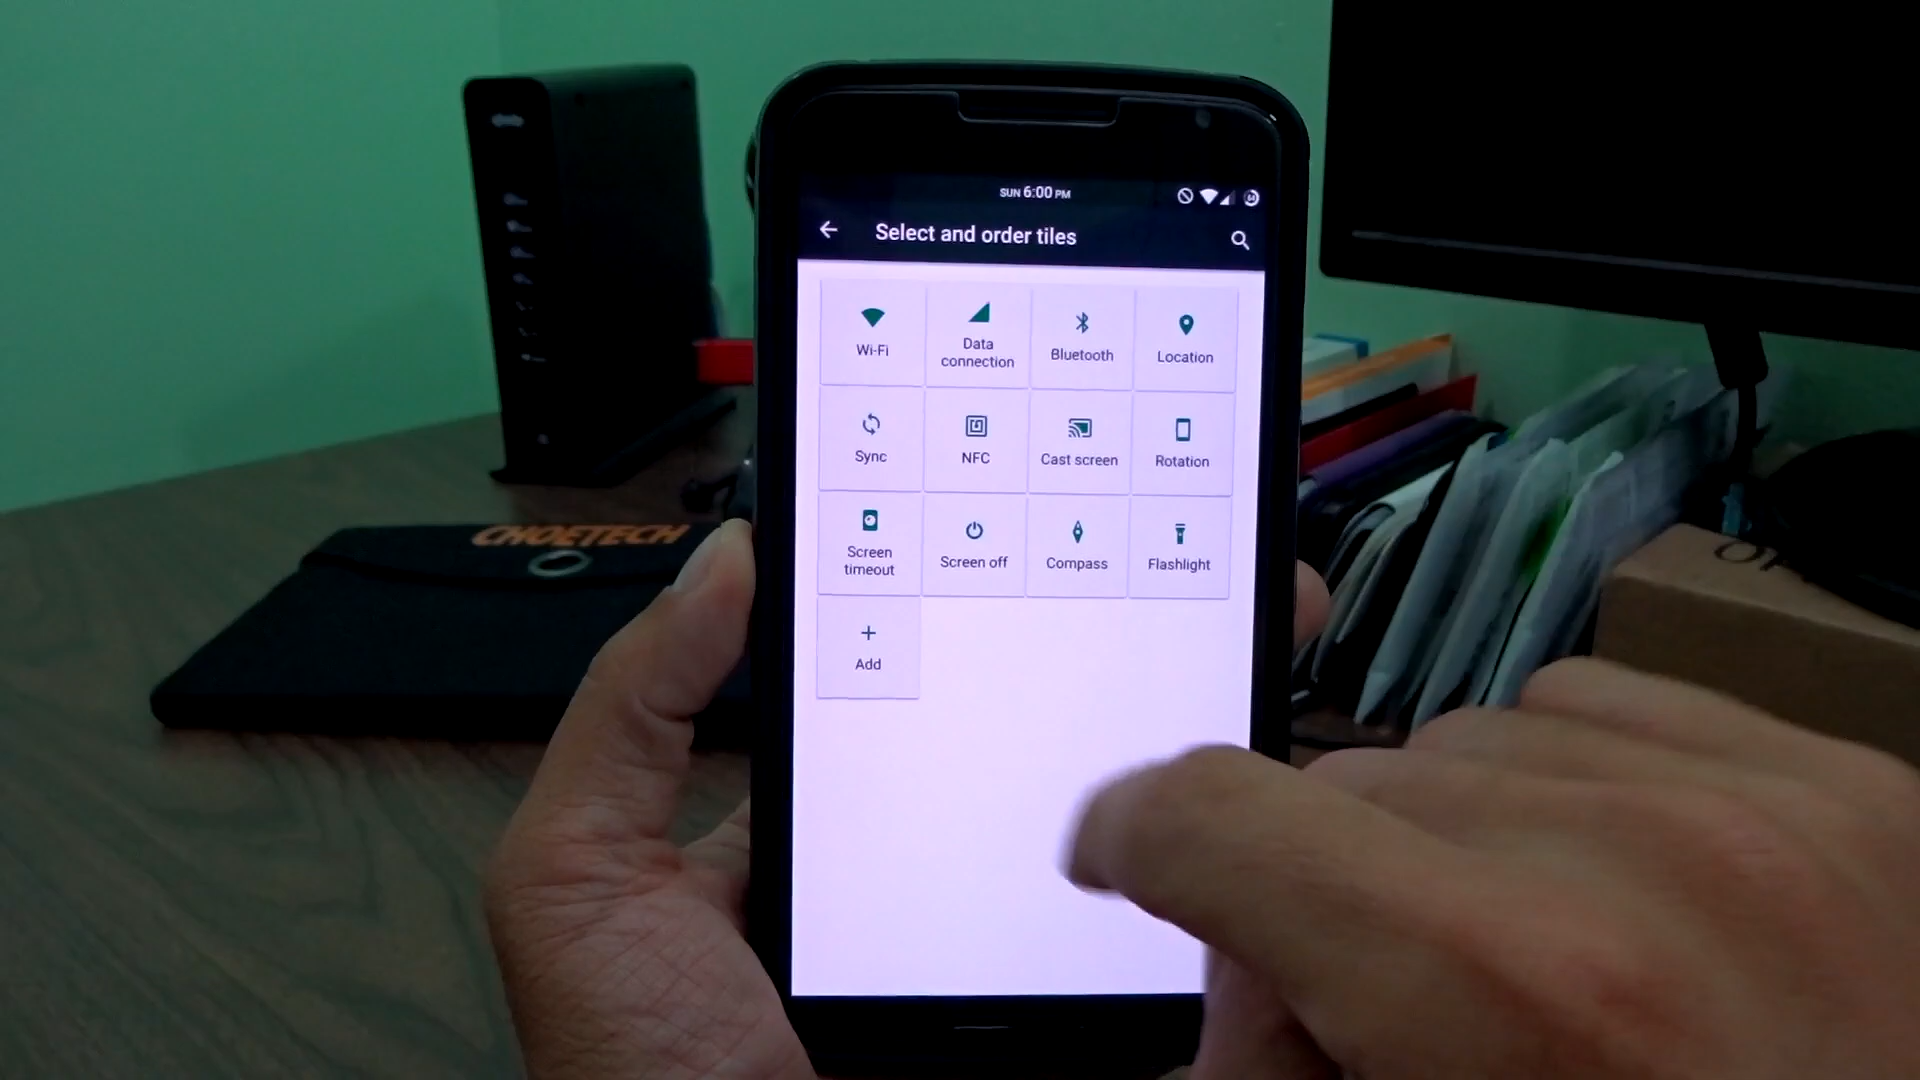 SUN 6:00 PM
Select and order tiles
Wi-Fi
Data
connection
Bluetooth
Location
Sync
NFC
Cast screen
Rotation
Screen
timeout
Screen off
Compass
Flashlight
Add
CHOETECH